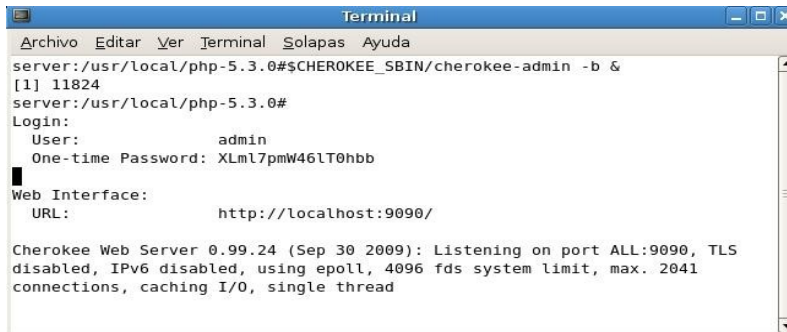 Terminal
Archivo Editar Ver Terminal Solapas Ayuda
server:/usr/local/php-5.3.0#$CHEROKEE_SBIN/cherokee-admin -b &
[1] 11824
server:/usr/local/php-5.3.0#
Login:
User: admin
One-time Password: XLml7pmW46lT0hbb
Web Interface:
URL: http://localhost:9090/
Cherokee Web Server 0.99.24 (Sep 30 2009): Listening on port ALL:9090, TLS
disabled, IPv6 disabled, using epoll, 4096 fds system limit, max. 2041
connections, caching I/O, single thread